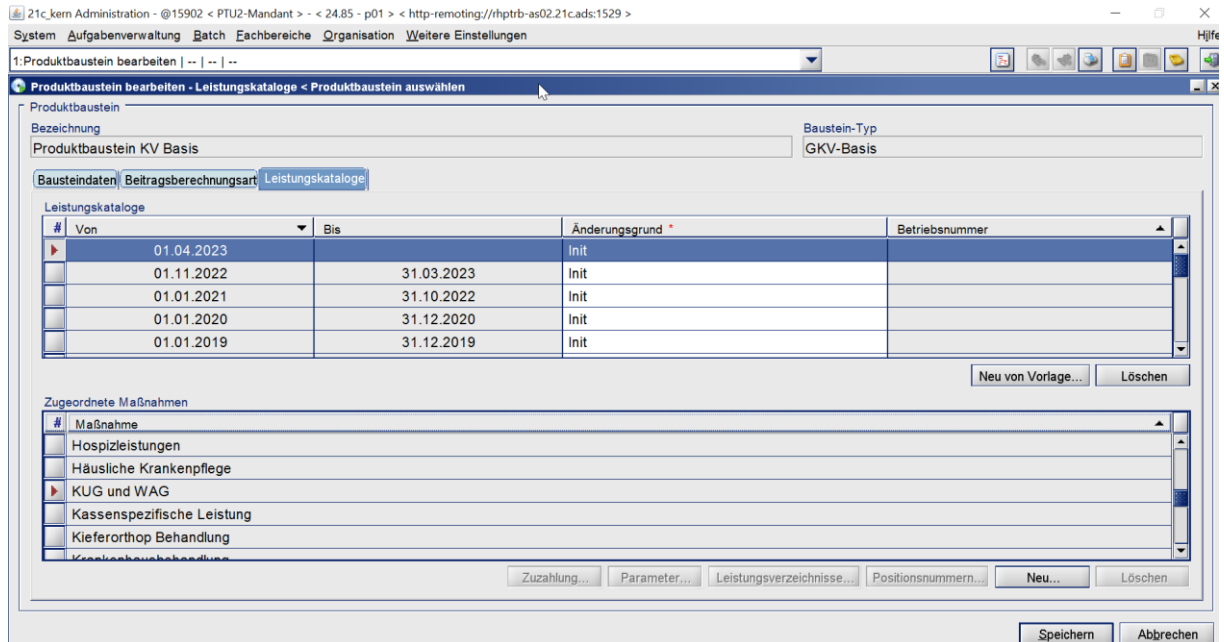 21c_kern Administration - @15902 < PTU2-Mandant > - < 24.85 - p01 > < http-remoting://rhptrb-as02.21c.ads:1529 >
System Aufgabenverwaltung Batch Fachbereiche Organisation Weitere Einstellungen Hilfe
1:Produktbaustein bearbeiten | -- | -- | --
Produktbaustein bearbeiten - Leistungskataloge < Produktbaustein auswählen
Produktbaustein
Bezeichnung Baustein-Typ
Produktbaustein KV Basis GKV-Basis
Bausteindaten Beitragsberechnungsart Leistungskataloge
Leistungskataloge
# Von Bis Änderungsgrund * Betriebsnummer
01.04.2023 Init
01.11.2022 31.03.2023 Init
01.01.2021 31.10.2022 Init
01.01.2020 31.12.2020 Init
01.01.2019 31.12.2019 Init
Neu von Vorlage... Löschen
Zugeordnete Maßnahmen
# Maßnahme
Hospizleistungen
Häusliche Krankenpflege
KUG und WAG
Kassenspezifische Leistung
Kieferorthop Behandlung
Krankenhausbehandlung
Zuzahlung... Parameter... Leistungsverzeichnisse... Positionsnummern... Neu... Löschen
Speichern Abbrechen